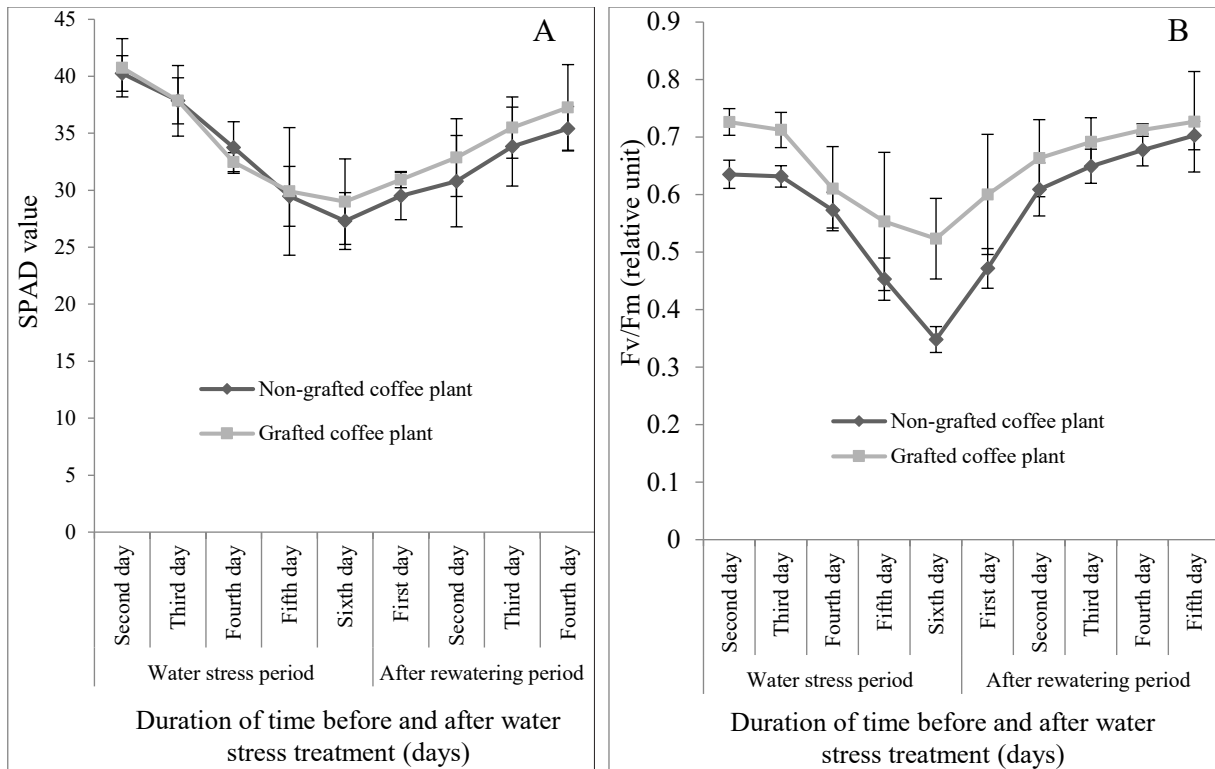 A
45
40
35
30
25
20
15
10
5
0
SPAD value
Non-grafted coffee plant
Grafted coffee plant
Second day
Third day
Fourth day
Fifth day
Sixth day
First day
Second day
Third day
Fourth day
Water stress period
After rewatering period
Duration of time before and after water
stress treatment (days)
B
0.9
0.8
0.7
0.6
0.5
0.4
0.3
0.2
0.1
0
Fv/Fm (relative unit)
Non-grafted coffee plant
Grafted coffee plant
Second day
Third day
Fourth day
Fifth day
Sixth day
First day
Second day
Third day
Fourth day
Fifth day
Water stress period
After rewatering period
Duration of time before and after water
stress treatment (days)